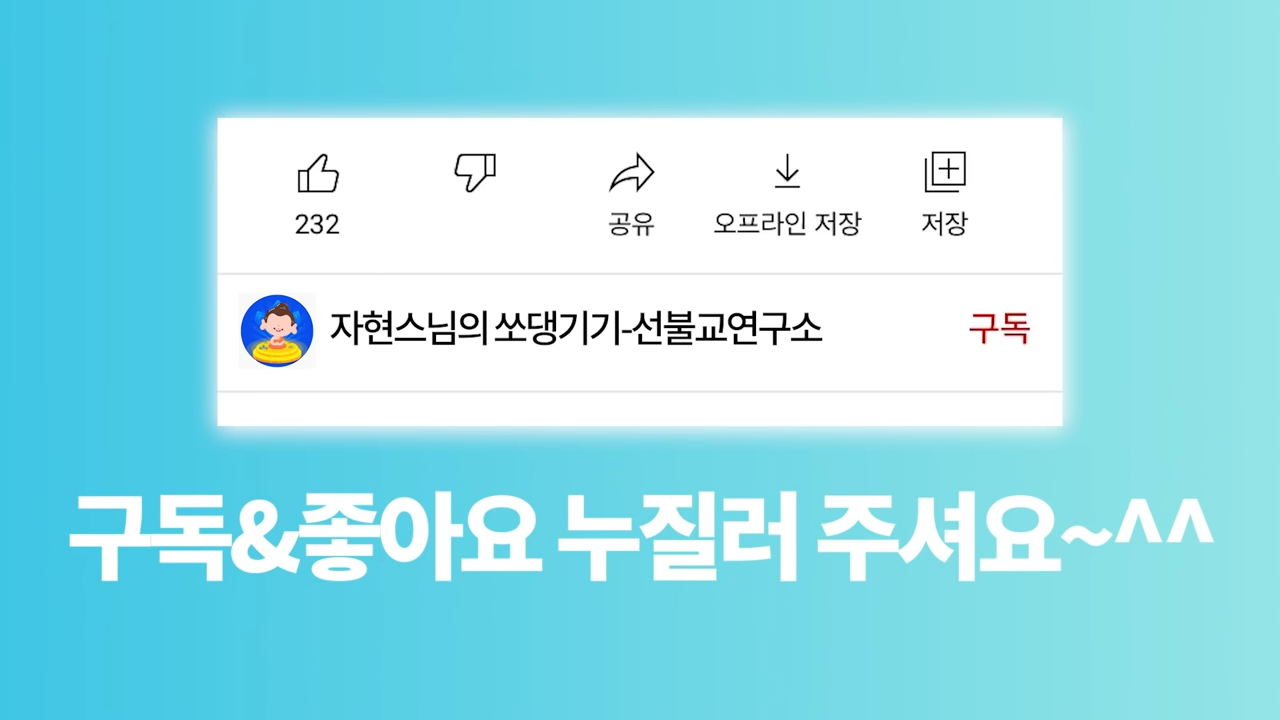 232 공유 오프라인 저장 저장
자현스님의 쏘댕기기-선불교연구소 구독
구독&좋아요 누질러 주셔요~^^